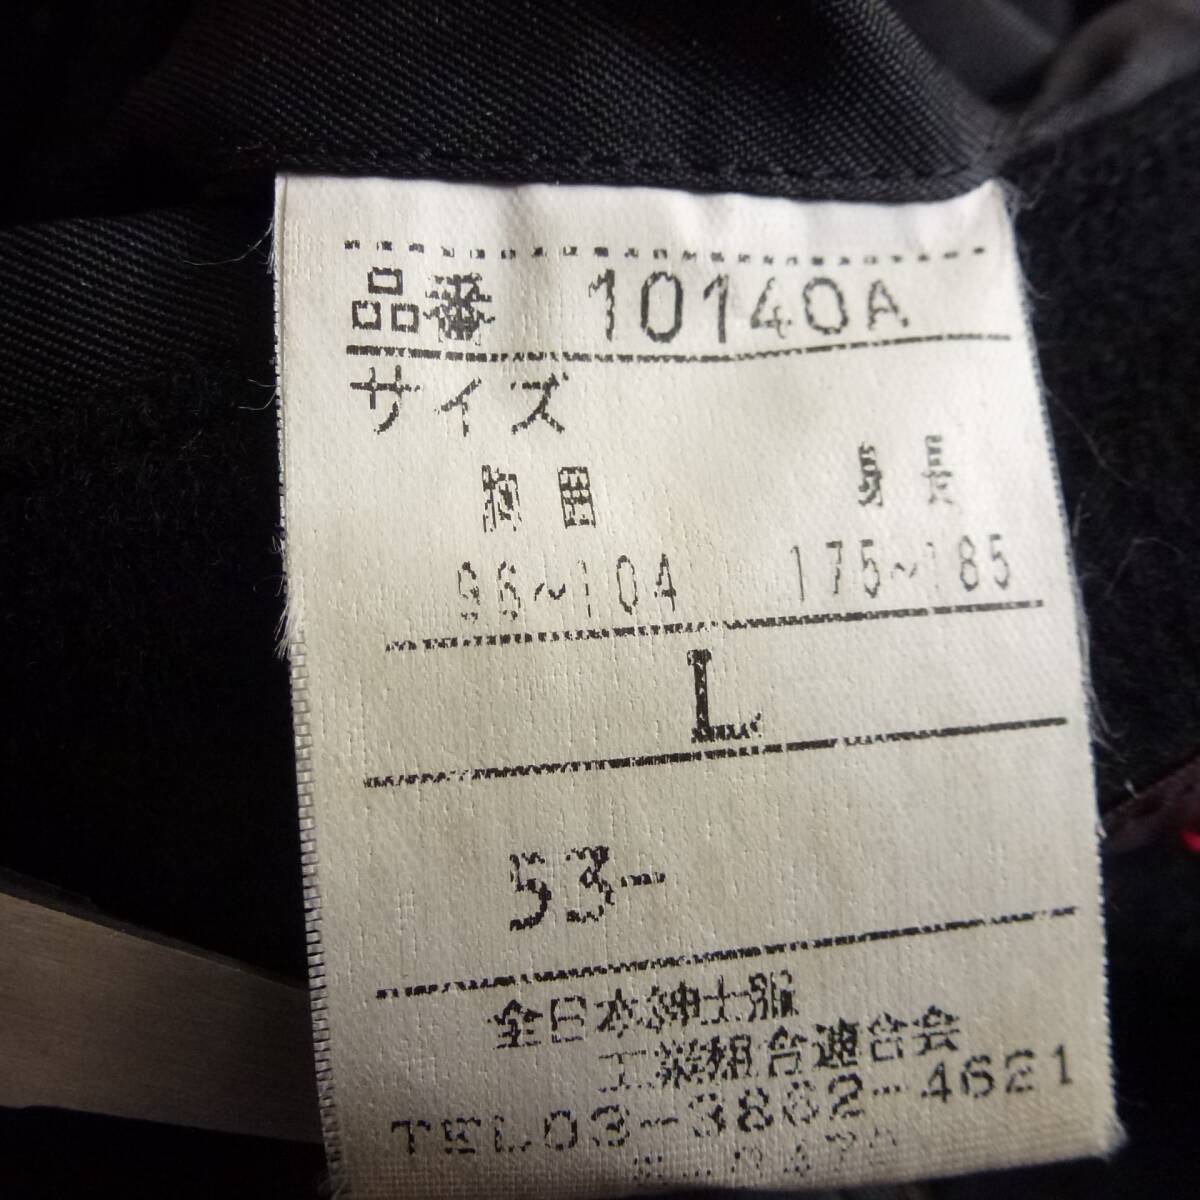 品番 10140A
サイズ
胸囲 身長
96~104 175~185
L
53-
全日本紳士服
工業組合連合会
TEL03-3862-4621